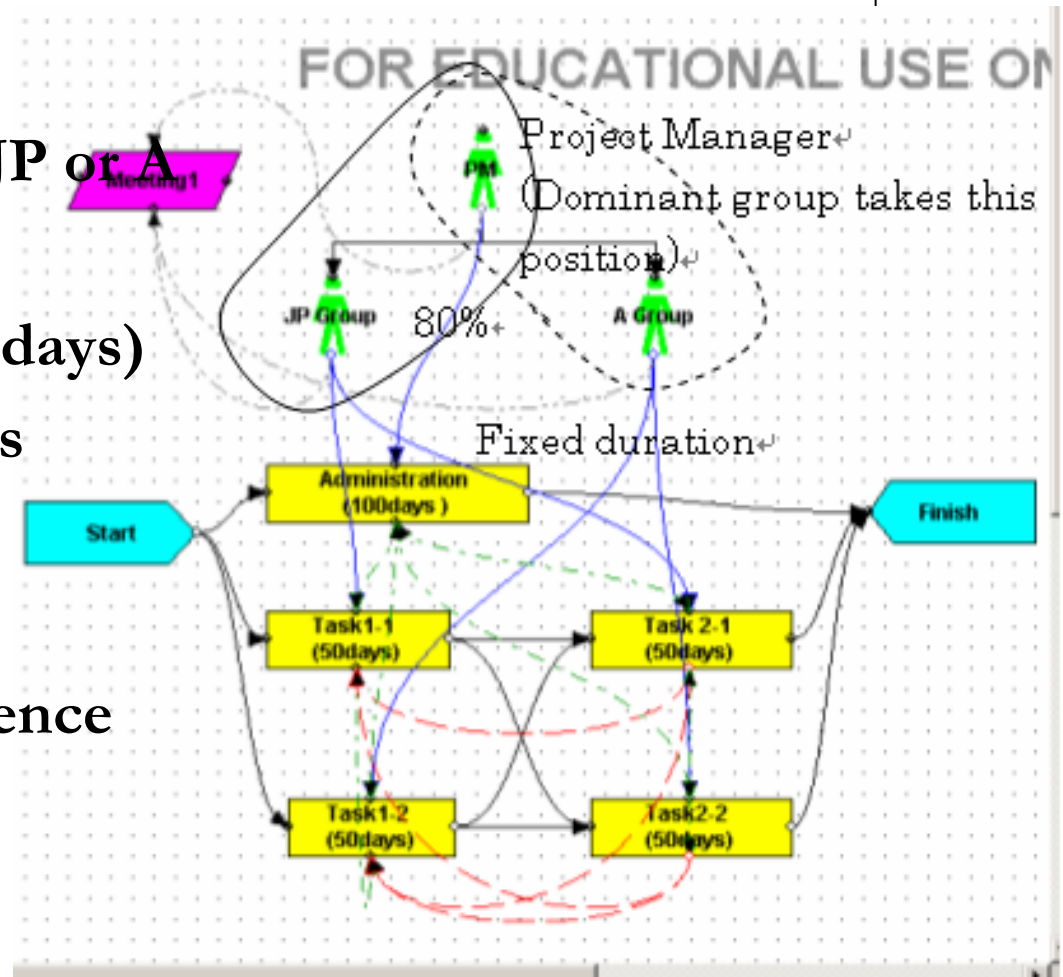 FOR EDUCATIONAL USE ON
JP or A
Meeting1
PM
Project Manager
(Dominant group takes this
position)
JP Group
80%
A Group
days)
s
Fixed duration
Administration
(100days )
Start
Finish
Task1-1
(50days)
Task 2-1
(50days)
ence
Task1-2
(50days)
Task2-2
(50days)